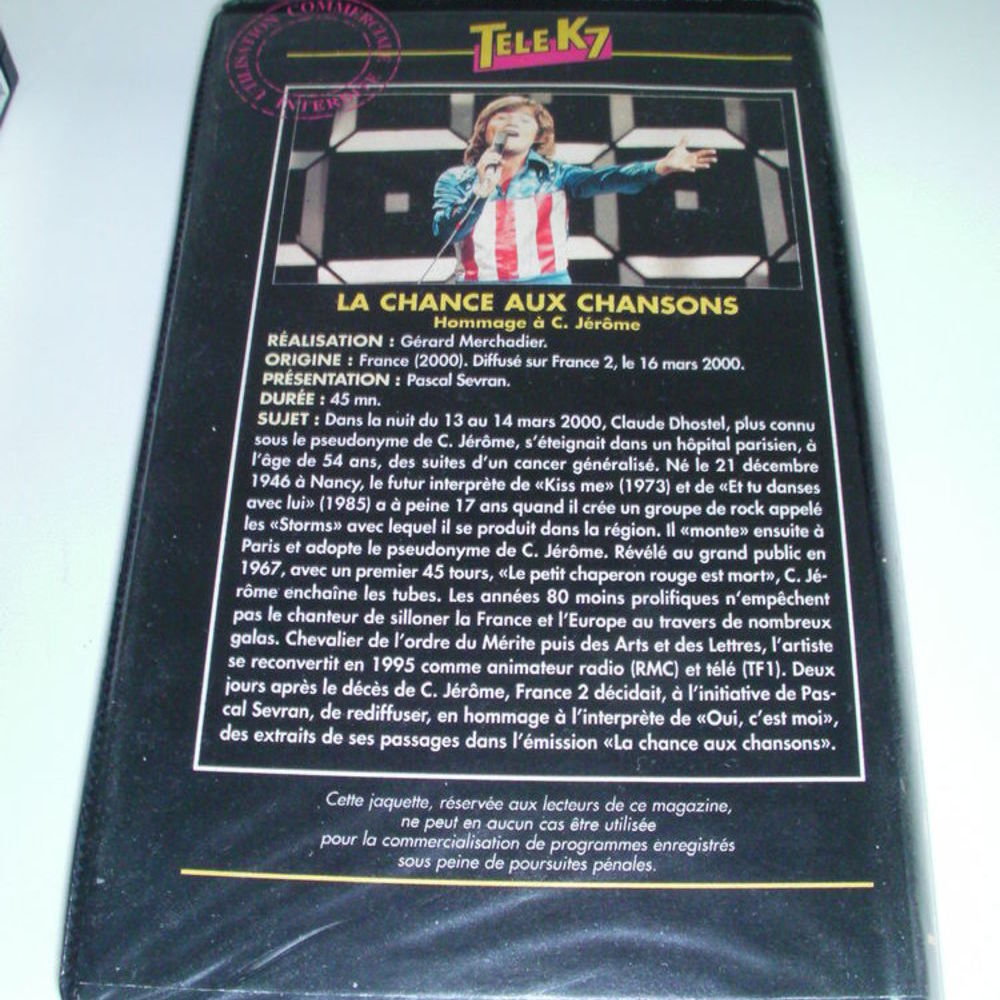 UTILISATION COMMERCIALE
INTERDITE
TELE K7
LA CHANCE AUX CHANSONS
Hommage à C. Jérôme
RÉALISATION : Gérard Merchadier.
ORIGINE : France (2000). Diffusé sur France 2, le 16 mars 2000.
PRÉSENTATION : Pascal Sevran.
DURÉE : 45 mn.
SUJET : Dans la nuit du 13 au 14 mars 2000, Claude Dhostel, plus connu
sous le pseudonyme de C. Jérôme, s'éteignait dans un hôpital parisien, à
l'âge de 54 ans, des suites d'un cancer généralisé. Né le 21 décembre
1946 à Nancy, le futur interprète de «Kiss me» (1973) et de «Et tu danses
avec lui» (1985) a à peine 17 ans quand il crée un groupe de rock appelé
les «Storms» avec lequel il se produit dans la région. Il «monte» ensuite à
Paris et adopte le pseudonyme de C. Jérôme. Révélé au grand public en
1967, avec un premier 45 tours, «Le petit chaperon rouge est mort», C. Jé-
rôme enchaîne les tubes. Les années 80 moins prolifiques n'empêchent
pas le chanteur de silloner la France et l'Europe au travers de nombreux
galas. Chevalier de l'ordre du Mérite puis des Arts et des Lettres, l'artiste
se reconvertit en 1995 comme animateur radio (RMC) et télé (TF1). Deux
jours après le décès de C. Jérôme, France 2 décidait, à l'initiative de Pas-
cal Sevran, de rediffuser, en hommage à l'interprète de «Oui, c'est moi»,
des extraits de ses passages dans l'émission «La chance aux chansons».
Cette jaquette, réservée aux lecteurs de ce magazine,
ne peut en aucun cas être utilisée
pour la commercialisation de programmes enregistrés
sous peine de poursuites pénales.